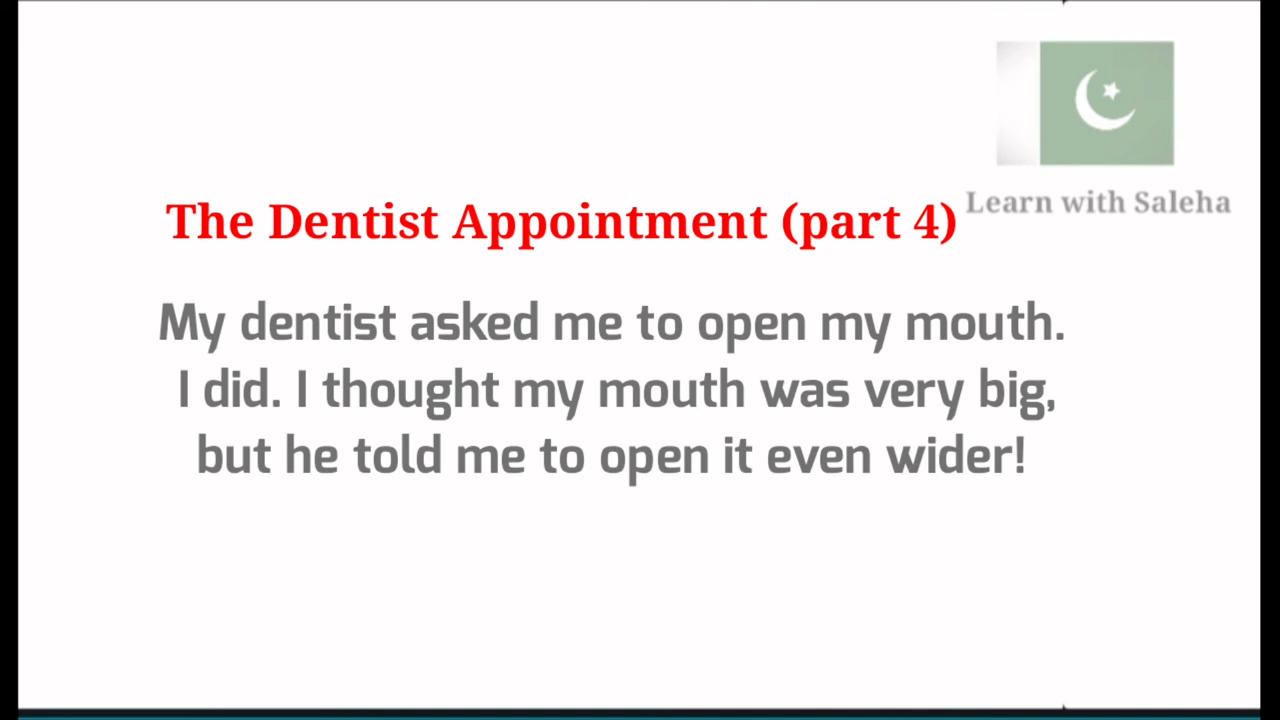 Learn with Saleha
The Dentist Appointment (part 4)
My dentist asked me to open my mouth.
I did. I thought my mouth was very big,
but he told me to open it even wider!